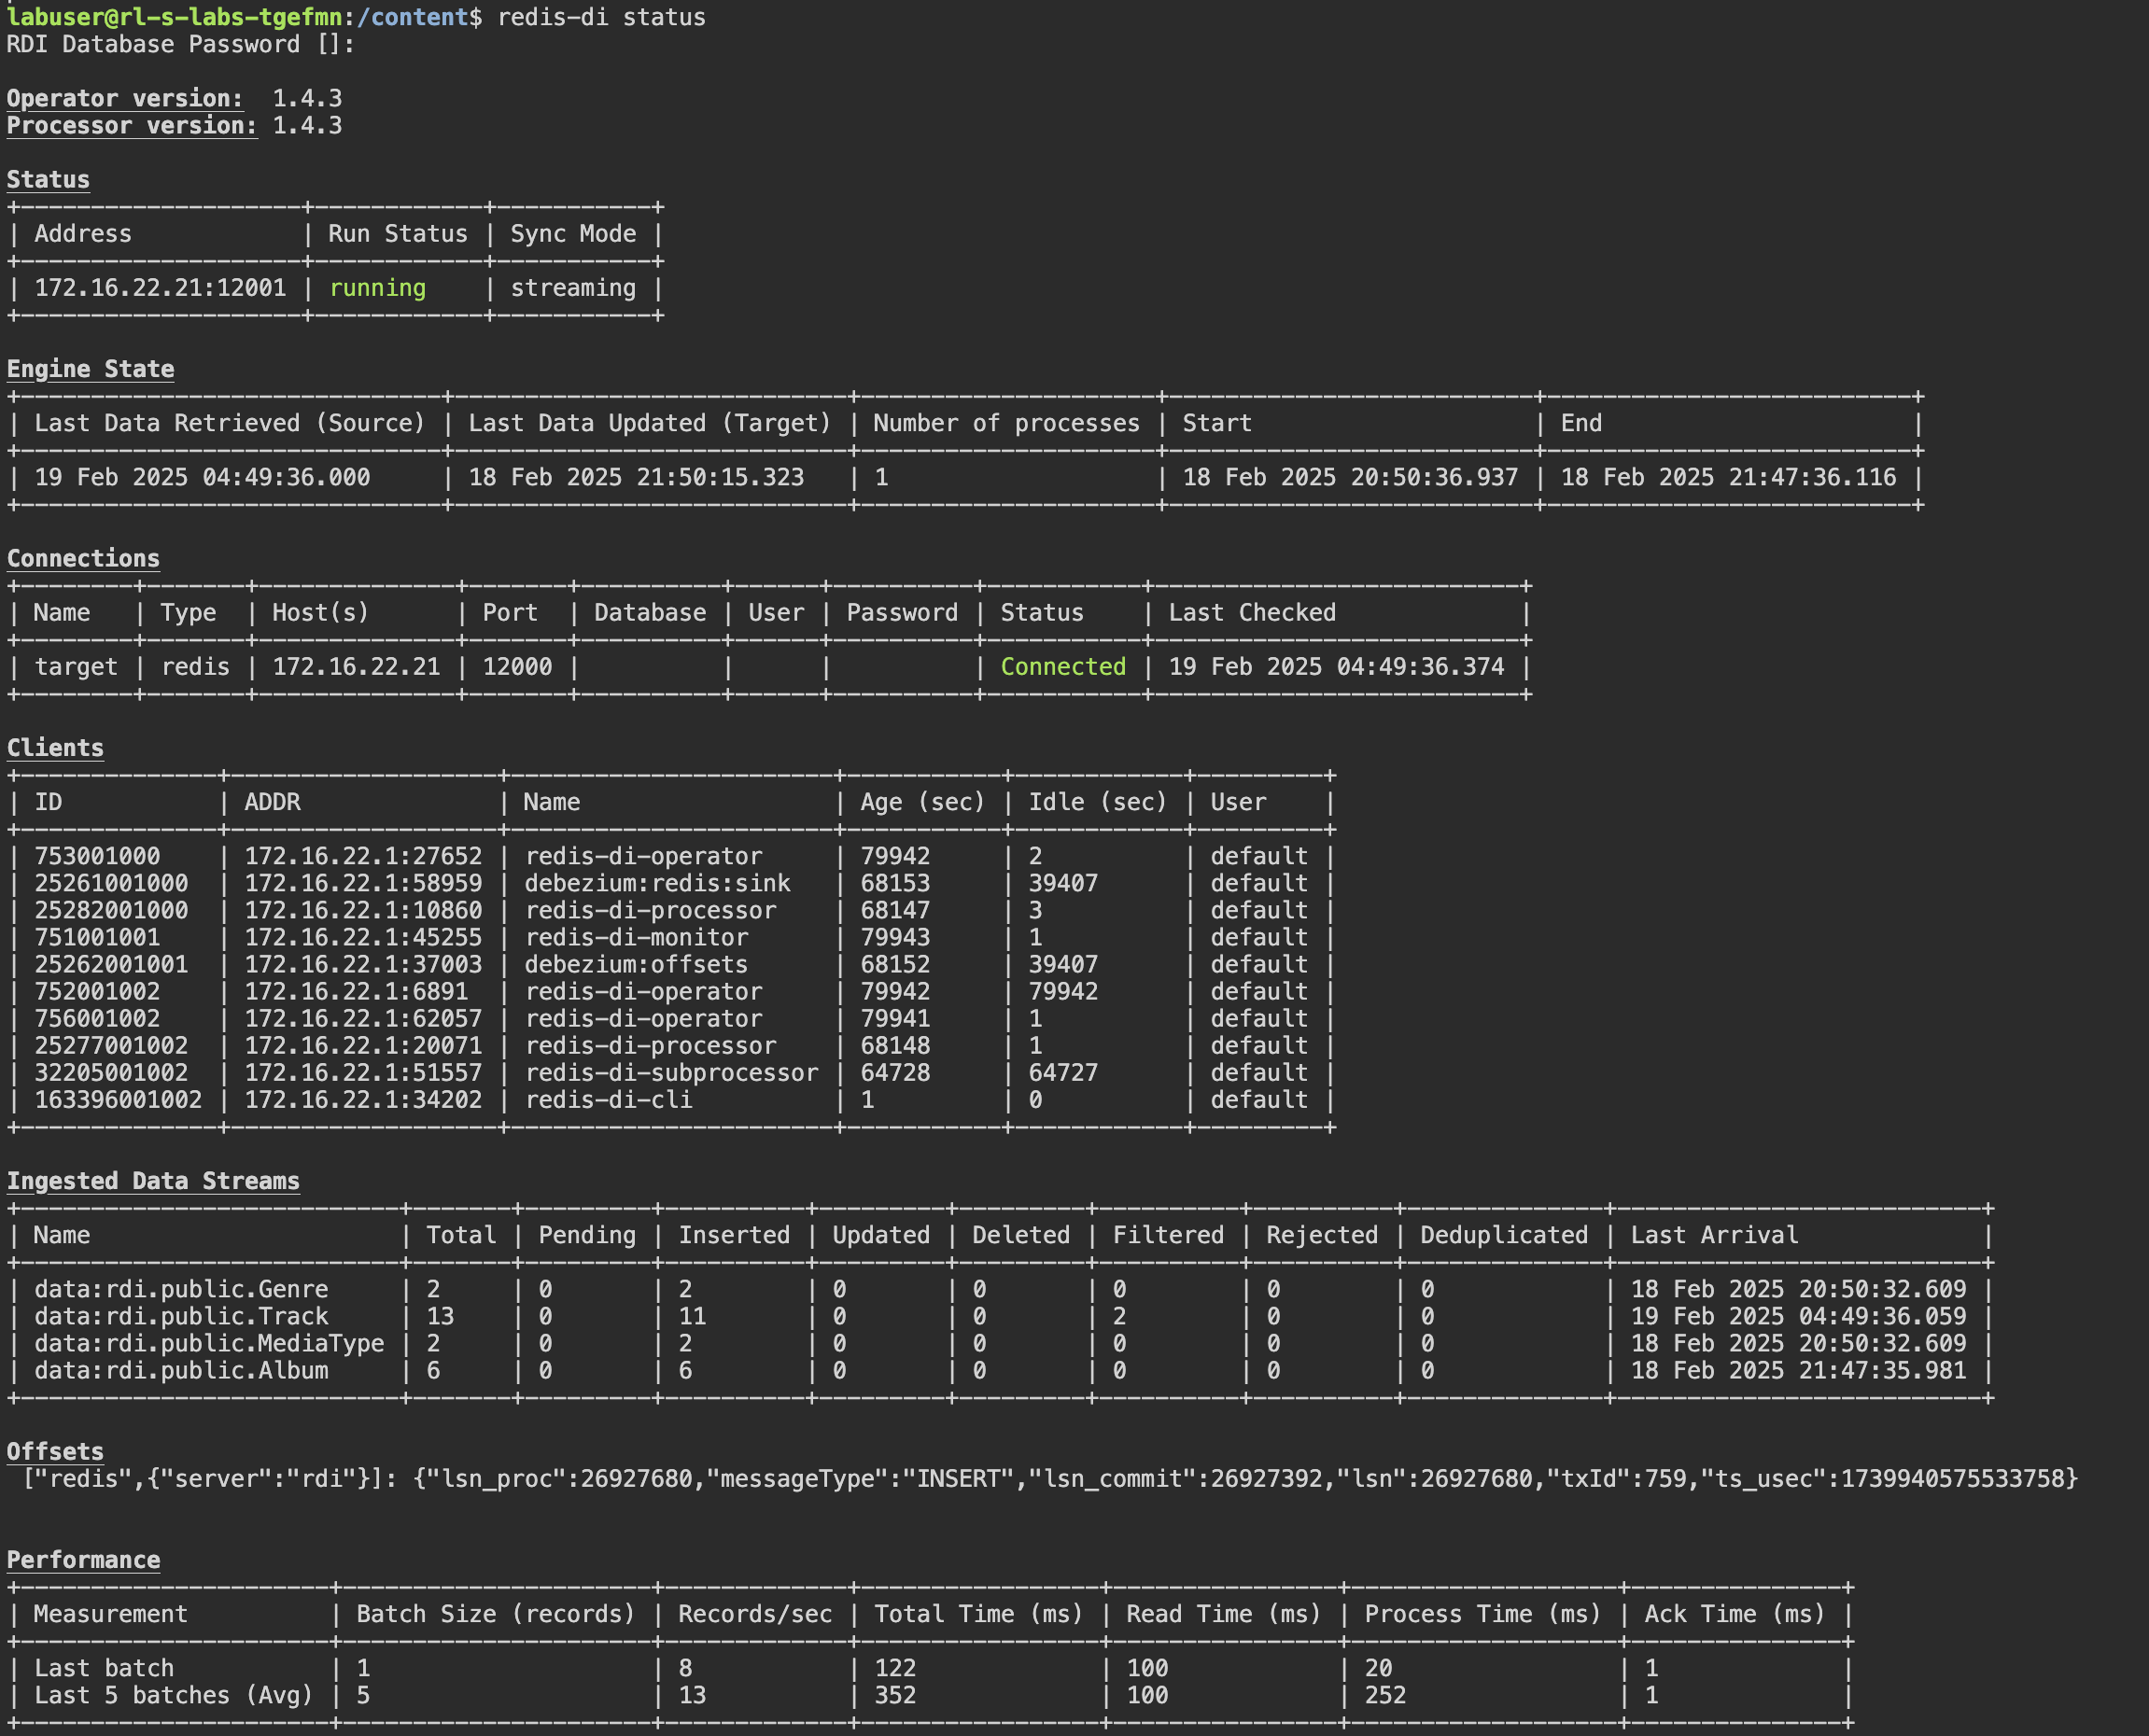 labuser@rl-s-labs-tgefmn:/content$ redis-di status
RDI Database Password []:
Operator version:  1.4.3
Processor version: 1.4.3
Status
+--------------------+------------+-----------+
| Address            | Run Status | Sync Mode |
+--------------------+------------+-----------+
| 172.16.22.21:12001 | running    | streaming |
+--------------------+------------+-----------+
Engine State
+------------------------------+----------------------------+---------------------+--------------------------+--------------------------+
| Last Data Retrieved (Source) | Last Data Updated (Target) | Number of processes | Start                    | End                      |
+------------------------------+----------------------------+---------------------+--------------------------+--------------------------+
| 19 Feb 2025 04:49:36.000     | 18 Feb 2025 21:50:15.323   | 1                   | 18 Feb 2025 20:50:36.937 | 18 Feb 2025 21:47:36.116 |
+------------------------------+----------------------------+---------------------+--------------------------+--------------------------+
Connections
+--------+-------+--------------+-------+----------+------+----------+-----------+--------------------------+
| Name   | Type  | Host(s)      | Port  | Database | User | Password | Status    | Last Checked             |
+--------+-------+--------------+-------+----------+------+----------+-----------+--------------------------+
| target | redis | 172.16.22.21 | 12000 |          |      |          | Connected | 19 Feb 2025 04:49:36.374 |
+--------+-------+--------------+-------+----------+------+----------+-----------+--------------------------+
Clients
+--------------+-------------------+-----------------------+-----------+------------+---------+
| ID           | ADDR              | Name                  | Age (sec) | Idle (sec) | User    |
+--------------+-------------------+-----------------------+-----------+------------+---------+
| 753001000    | 172.16.22.1:27652 | redis-di-operator     | 79942     | 2          | default |
| 25261001000  | 172.16.22.1:58959 | debezium:redis:sink   | 68153     | 39407      | default |
| 25282001000  | 172.16.22.1:10860 | redis-di-processor    | 68147     | 3          | default |
| 751001001    | 172.16.22.1:45255 | redis-di-monitor      | 79943     | 1          | default |
| 25262001001  | 172.16.22.1:37003 | debezium:offsets      | 68152     | 39407      | default |
| 752001002    | 172.16.22.1:6891  | redis-di-operator     | 79942     | 79942      | default |
| 756001002    | 172.16.22.1:62057 | redis-di-operator     | 79941     | 1          | default |
| 25277001002  | 172.16.22.1:20071 | redis-di-processor    | 68148     | 1          | default |
| 32205001002  | 172.16.22.1:51557 | redis-di-subprocessor | 64728     | 64727      | default |
| 163396001002 | 172.16.22.1:34202 | redis-di-cli          | 1         | 0          | default |
+--------------+-------------------+-----------------------+-----------+------------+---------+
Ingested Data Streams
+---------------------------+-------+---------+----------+---------+---------+----------+----------+--------------+--------------------------+
| Name                      | Total | Pending | Inserted | Updated | Deleted | Filtered | Rejected | Deduplicated | Last Arrival             |
+---------------------------+-------+---------+----------+---------+---------+----------+----------+--------------+--------------------------+
| data:rdi.public.Genre     | 2     | 0       | 2        | 0       | 0       | 0        | 0        | 0            | 18 Feb 2025 20:50:32.609 |
| data:rdi.public.Track     | 13    | 0       | 11       | 0       | 0       | 2        | 0        | 0            | 19 Feb 2025 04:49:36.059 |
| data:rdi.public.MediaType | 2     | 0       | 2        | 0       | 0       | 0        | 0        | 0            | 18 Feb 2025 20:50:32.609 |
| data:rdi.public.Album     | 6     | 0       | 6        | 0       | 0       | 0        | 0        | 0            | 18 Feb 2025 21:47:35.981 |
+---------------------------+-------+---------+----------+---------+---------+----------+----------+--------------+--------------------------+
Offsets
["redis",{"server":"rdi"}]: {"lsn_proc":26927680,"messageType":"INSERT","lsn_commit":26927392,"lsn":26927680,"txId":759,"ts_usec":1739940575533758}
Performance
+----------------------+----------------------+-------------+-----------------+----------------+-------------------+---------------+
| Measurement          | Batch Size (records) | Records/sec | Total Time (ms) | Read Time (ms) | Process Time (ms) | Ack Time (ms) |
+----------------------+----------------------+-------------+-----------------+----------------+-------------------+---------------+
| Last batch           | 1                    | 8           | 122             | 100            | 20                | 1             |
| Last 5 batches (Avg) | 5                    | 13          | 352             | 100            | 252               | 1             |
+----------------------+----------------------+-------------+-----------------+----------------+-------------------+---------------+